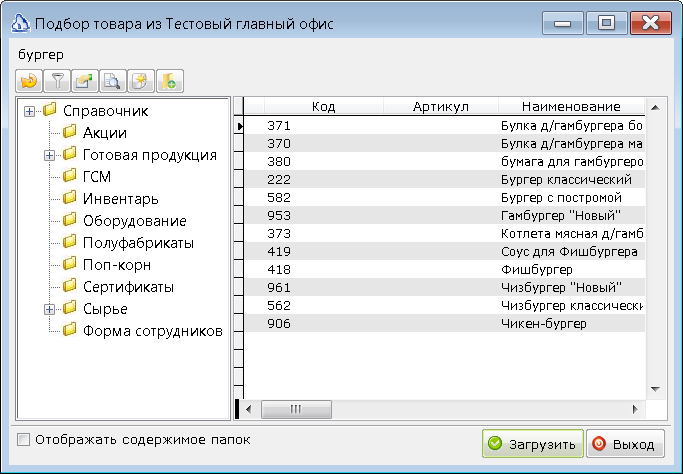 Подбор товара из Тестовый главный офис
бургер
Справочник
Акции
Готовая продукция
ГСМ
Инвентарь
Оборудование
Полуфабрикаты
Поп-корн
Сертификаты
Сырье
Форма сотрудников
Код Артикул Наименование
371 Булка д/гамбургера бо
370 Булка д/гамбургера ма
380 бумага для гамбургеро
222 Бургер классический
582 Бургер с постромой
953 Гамбургер "Новый"
373 Котлета мясная д/гамб
419 Соус для Фишбургера
418 Фишбургер
961 Чизбургер "Новый"
562 Чизбургер классически
906 Чикен-бургер
Отображать содержимое папок
Загрузить
Выход